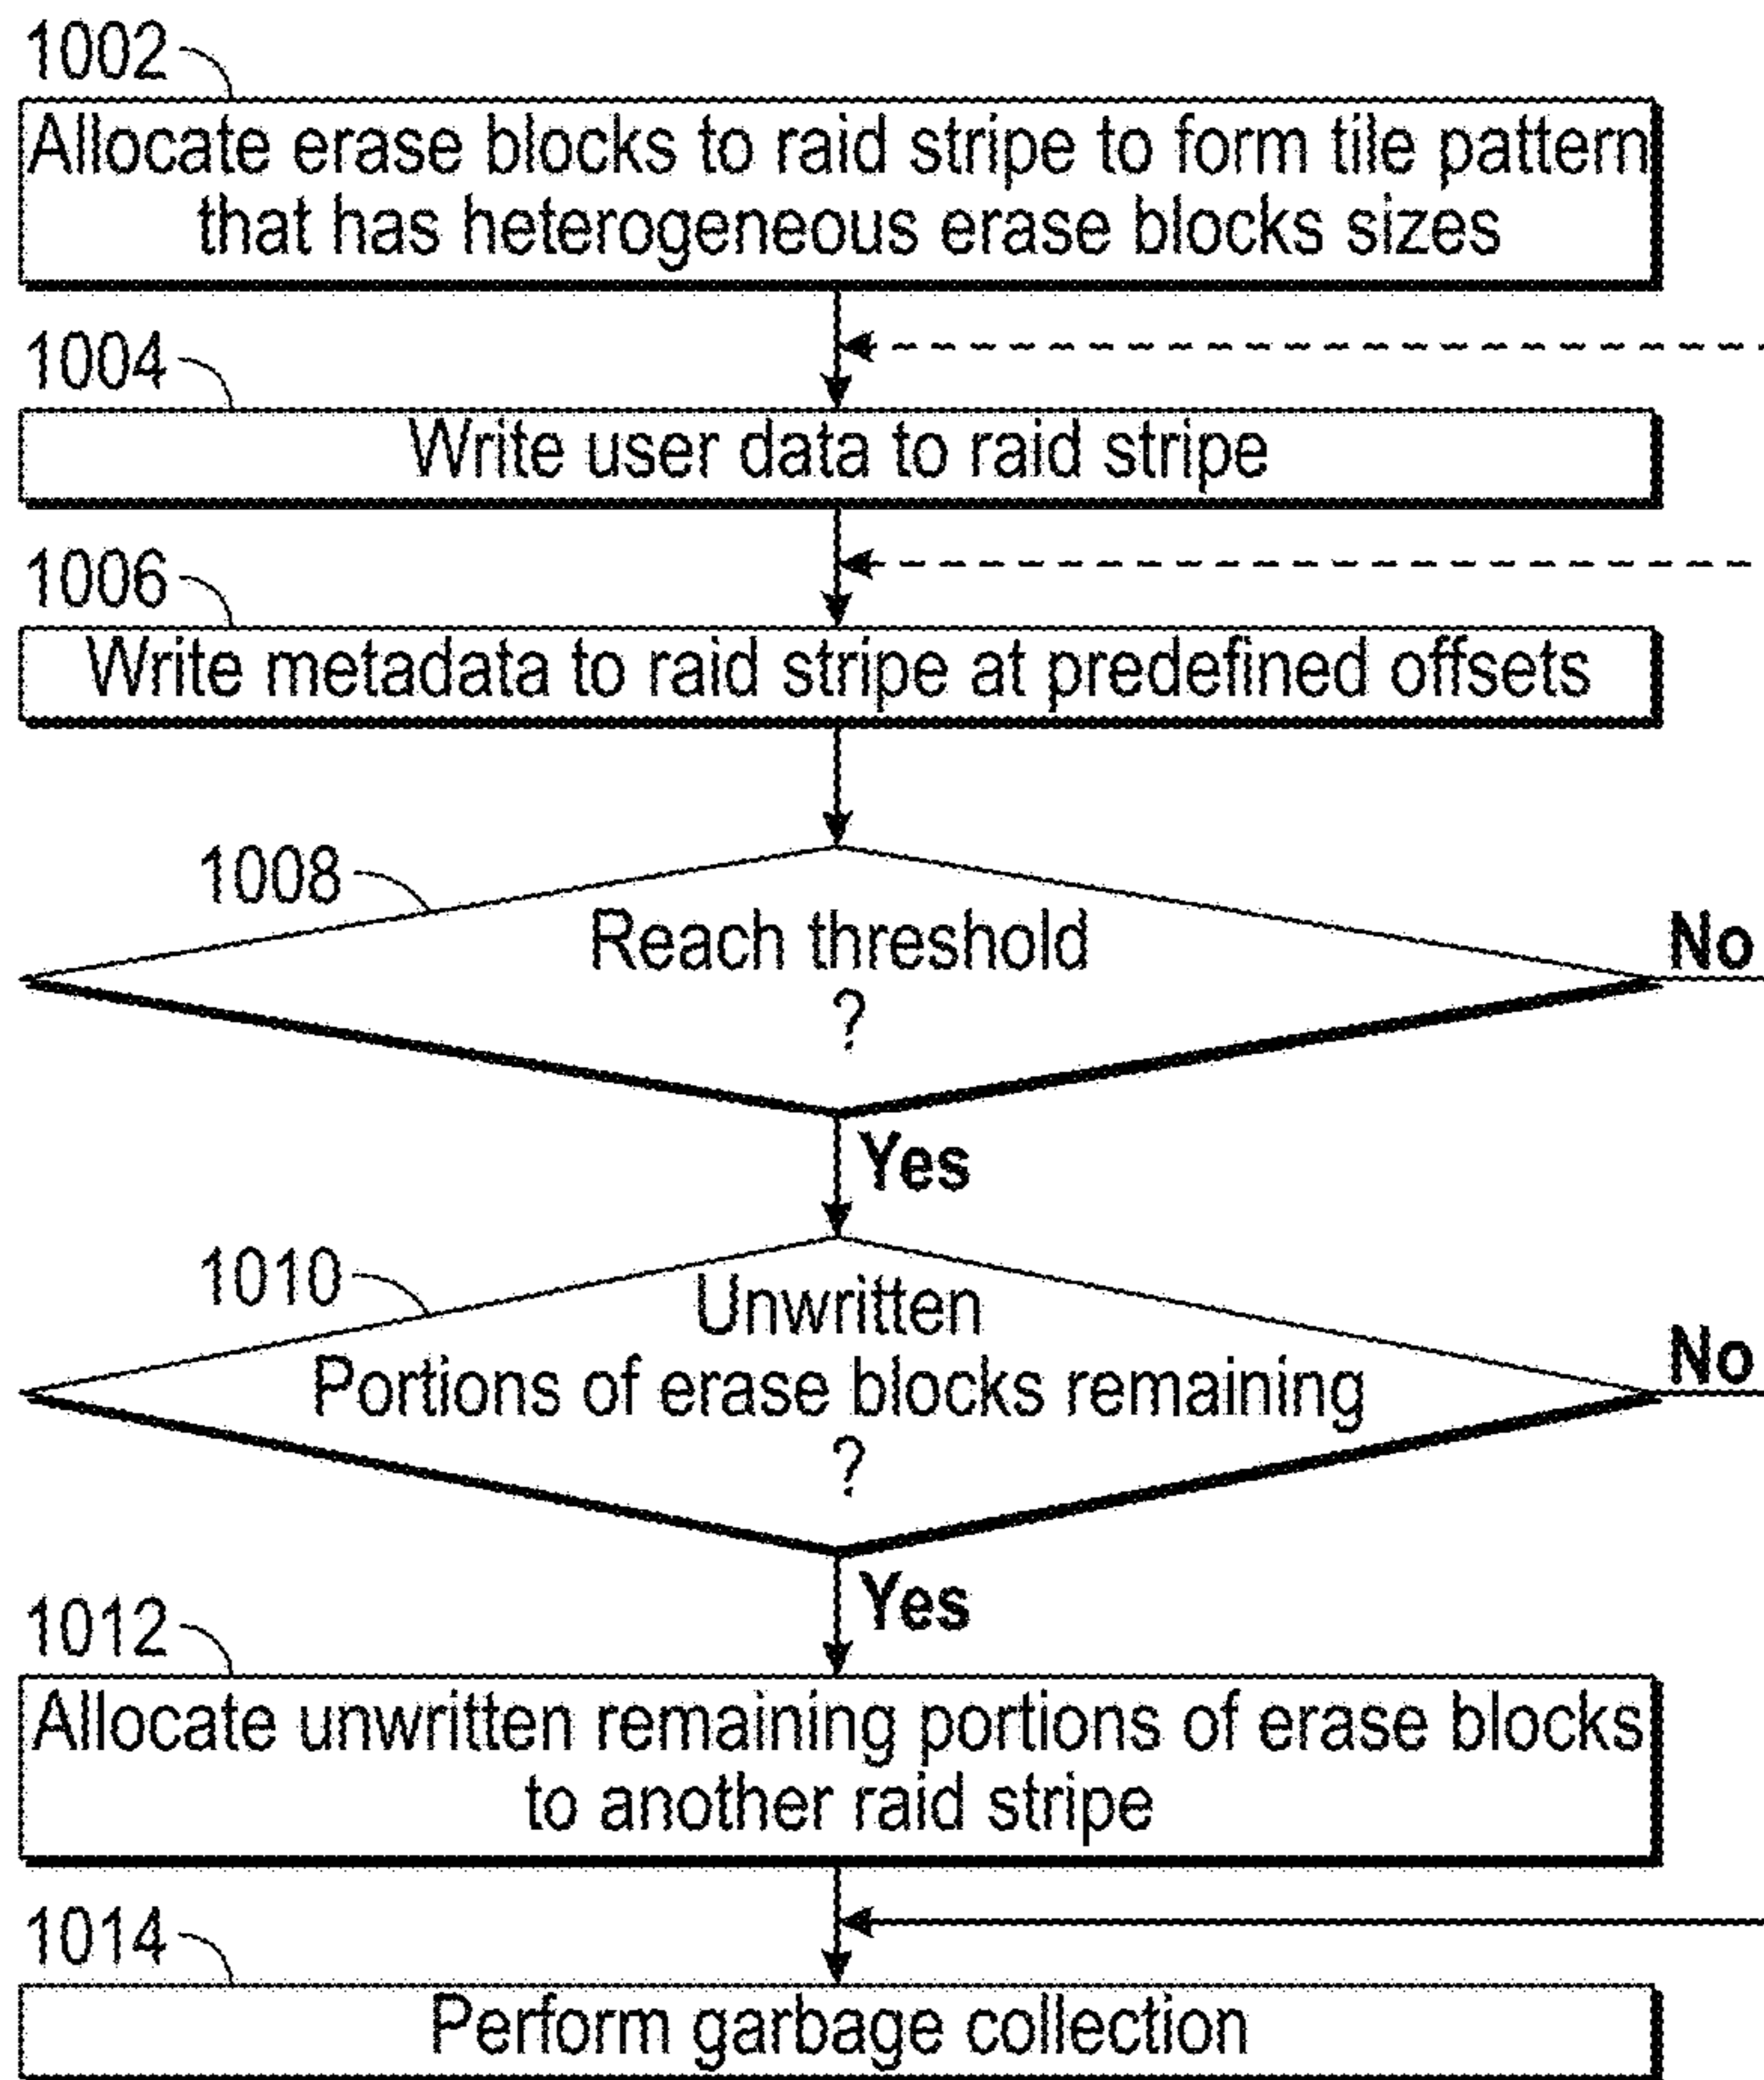 1002
Allocate erase blocks to raid stripe to form tile pattern
that has heterogeneous erase blocks sizes
1004
Write user data to raid stripe
1006
Write metadata to raid stripe at predefined offsets
1008
Reach threshold
?
No
Yes
1010
Unwritten
Portions of erase blocks remaining
?
No
Yes
1012
Allocate unwritten remaining portions of erase blocks
to another raid stripe
1014
Perform garbage collection